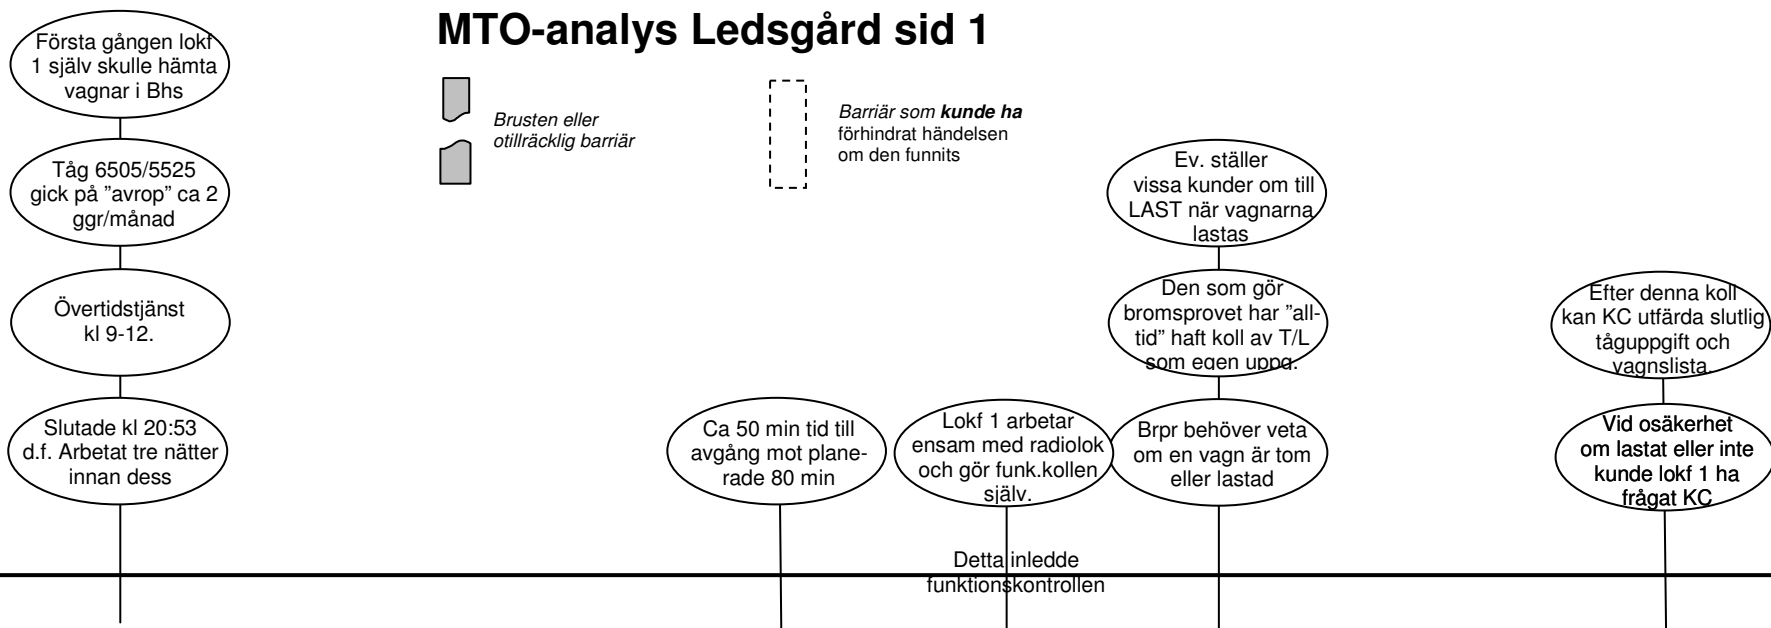 MTO-analys Ledsgård sid 1
Första gången lokf
1 själv skulle hämta
vagnar i Bhs
Tåg 6505/5525
gick på ”avrop” ca 2
ggr/månad
Övertidstjänst
kl 9-12.
Slutade kl 20:53
d.f. Arbetat tre nätter
innan dess
Brusten eller
otillräcklig barriär
Barriär som kunde ha
förhindrat händelsen
om den funnits
Ca 50 min tid till
avgång mot plane-
rade 80 min
Lokf 1 arbetar
ensam med radiolok
och gör funk.kollen
själv.
Detta inledde
funktionskontrollen
Ev. ställer
vissa kunder om till
LAST när vagnarna
lastas
Den som gör
bromsprovet har ”all-
tid” haft koll av T/L
som egen uppg.
Brpr behöver veta
om en vagn är tom
eller lastad
Efter denna koll
kan KC utfärda slutlig
tåguppgift och
vagnslista.
Vid osäkerhet
om lastat eller inte
kunde lokf 1 ha
frågat KC